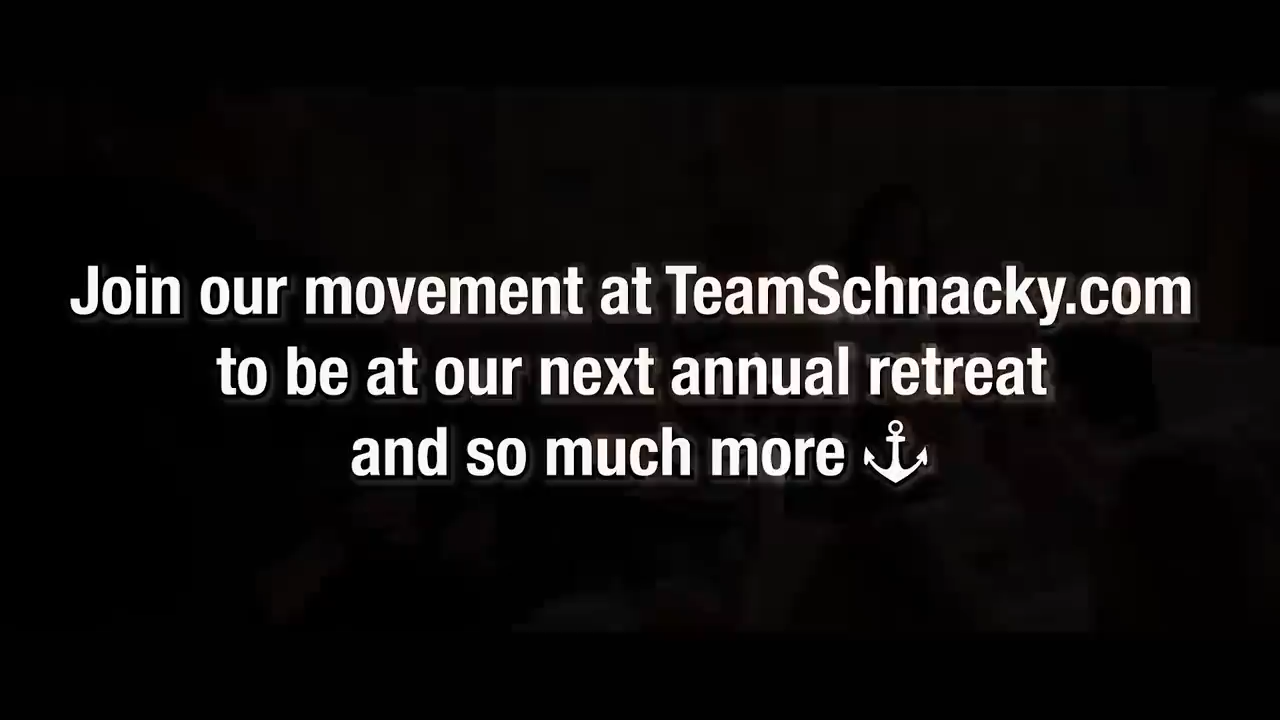 Join our movement at TeamSchnacky.com
to be at our next annual retreat
and so much more ⚓